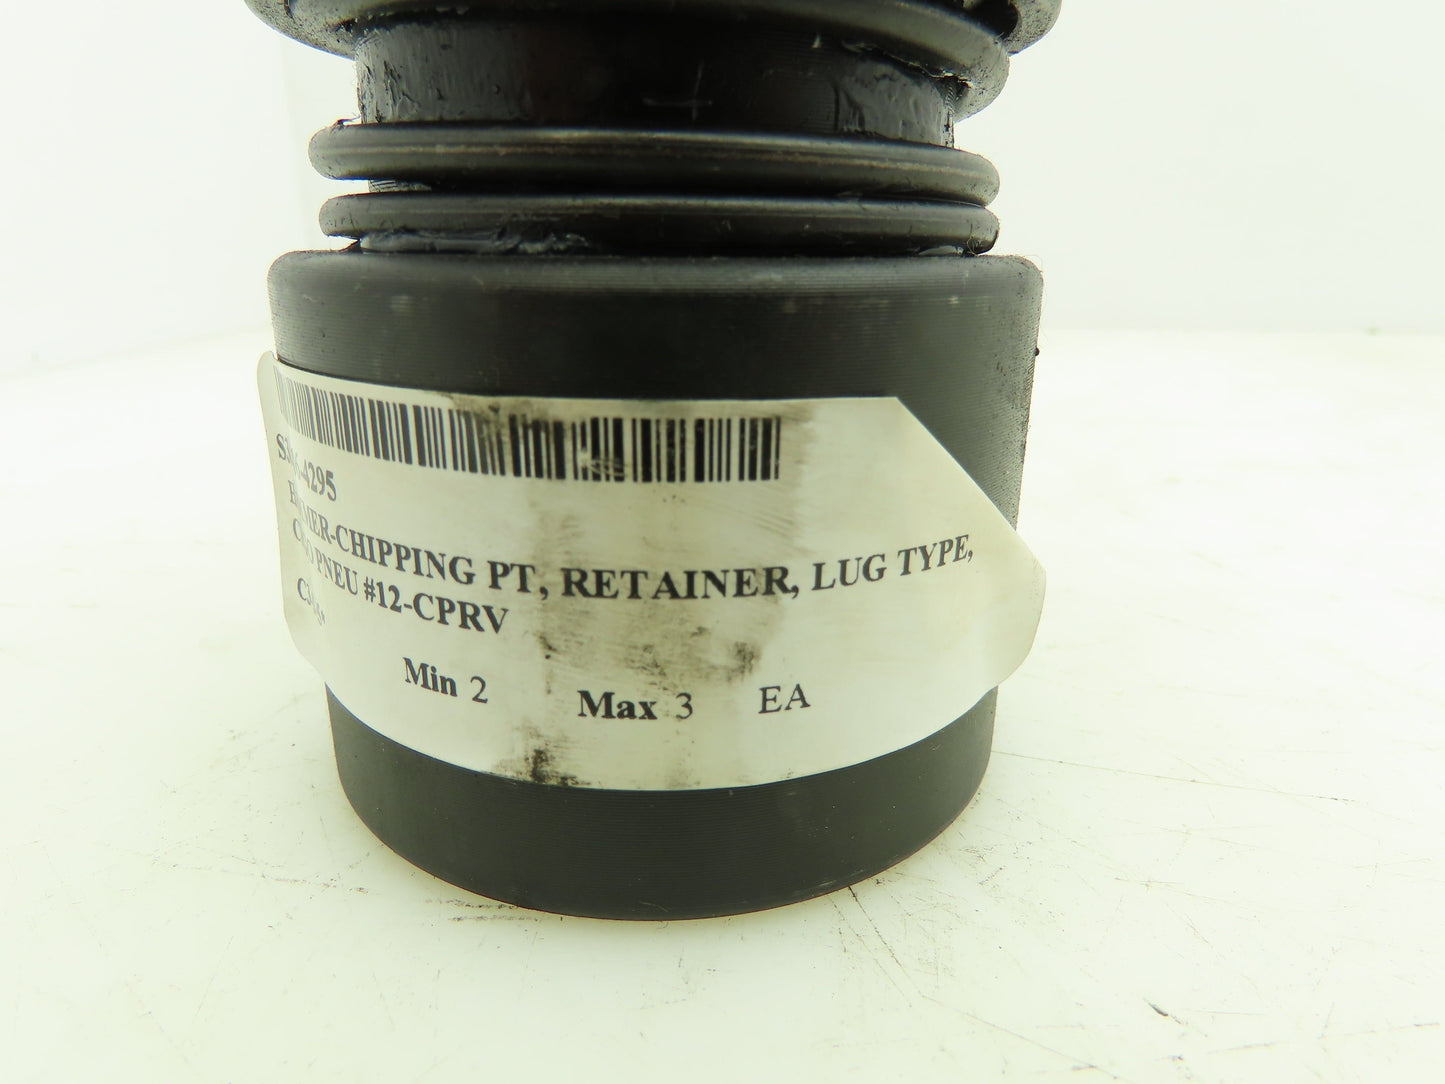 HAMMER-CHIPPING PT, RETAINER, LUG TYPE,
PNEU #12-CPRV
Min 2 Max 3 EA